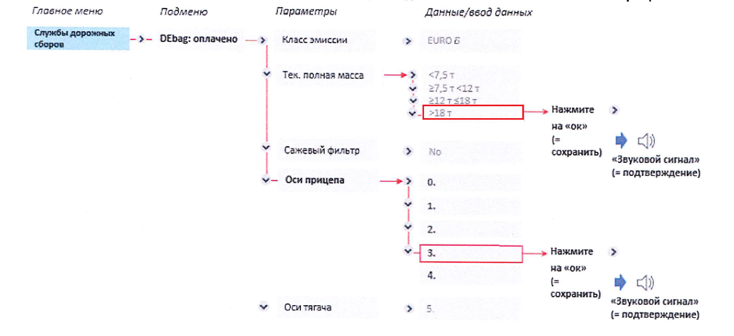 Главное меню
Подменю
Параметры
Данные/ввод данных
Службы дорожных
сборов
DEbag: оплачено
Класс эмиссии
EURO 6
Тек. полная масса
<7,5 т
≥7,5 т <12 т
≥12 т ≤18 т
>18 т
Нажмите
на «ок»
(=
сохранить)
«Звуковой сигнал»
(= подтверждение)
Сажевый фильтр
No
Оси прицепа
0.
1.
2.
3.
4.
Нажмите
на «ок»
(=
сохранить)
«Звуковой сигнал»
(= подтверждение)
Оси тягача
5.